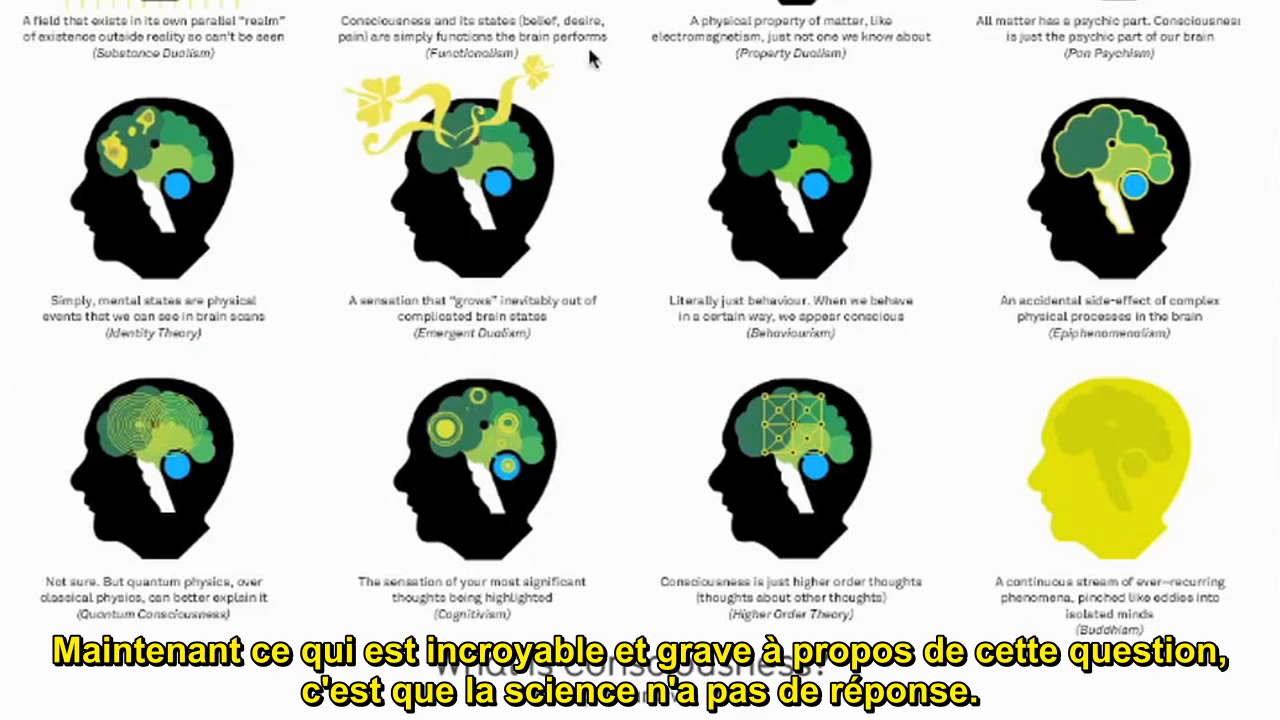 A field that exists in its own parallel "realm"
of existence outside reality so can't be seen
(Substance Dualism)
Consciousness and its states (belief, desire,
pain) are simply functions the brain performs
(Functionalism)
A physical property of matter, like
electromagnetism, just not one we know about
(Property Dualism)
All matter has a psychic part. Consciousness
is just the psychic part of our brain
(Pan Psychism)
Simply, mental states are physical
events that we can see in brain scans
(Identity Theory)
A sensation that "grows" inevitably out of
complicated brain states
(Emergent Dualism)
Literally just behaviour. When we behave
in a certain way, we appear conscious
(Behaviourism)
An accidental side-effect of complex
physical processes in the brain
(Epiphenomenalism)
Not sure. But quantum physics, over
classical physics, can better explain it
(Quantum Consciousness)
The sensation of your most significant
thoughts being highlighted
(Cognitivism)
Consciousness is just higher order thoughts
(thoughts about other thoughts)
(Higher Order Theory)
A continuous stream of ever-recurring
phenomena, pinched like eddies into
isolated minds
(Buddhism)
What is consciousness?
Maintenant ce qui est incroyable et grave à propos de cette question,
c'est que la science n'a pas de réponse.